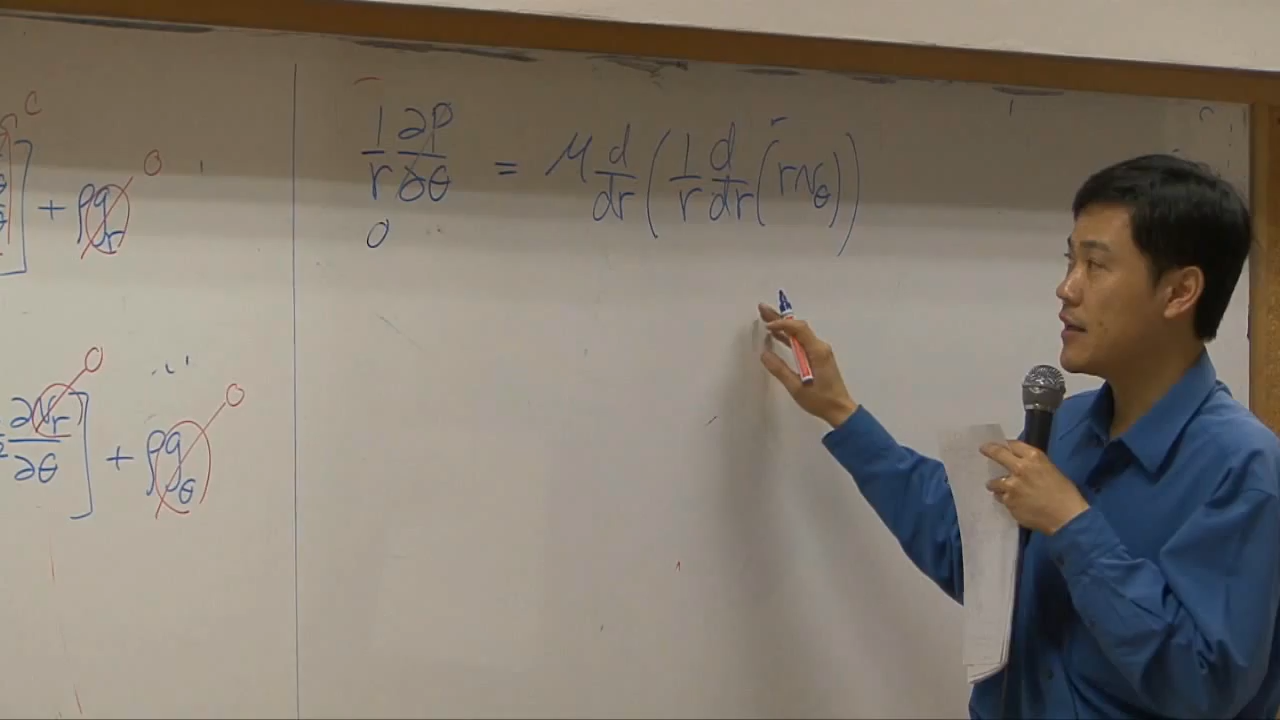 ] + ρg_r 0
1/r ∂P/∂θ = μ d/dr (1/r d/dr (rv_θ))
0
∂v_r/∂θ 0 ] + ρg_θ 0